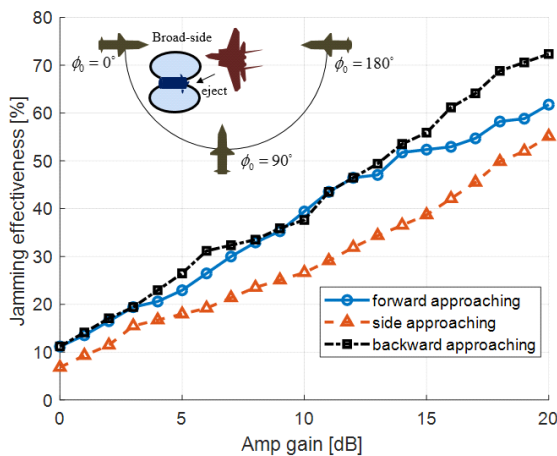 Broad-side
ϕ₀ = 0°
ϕ₀ = 180°
eject
ϕ₀ = 90°
Jamming effectiveness [%]
80
70
60
50
40
30
20
10
0
forward approaching
side approaching
backward approaching
0 5 10 15 20
Amp gain [dB]